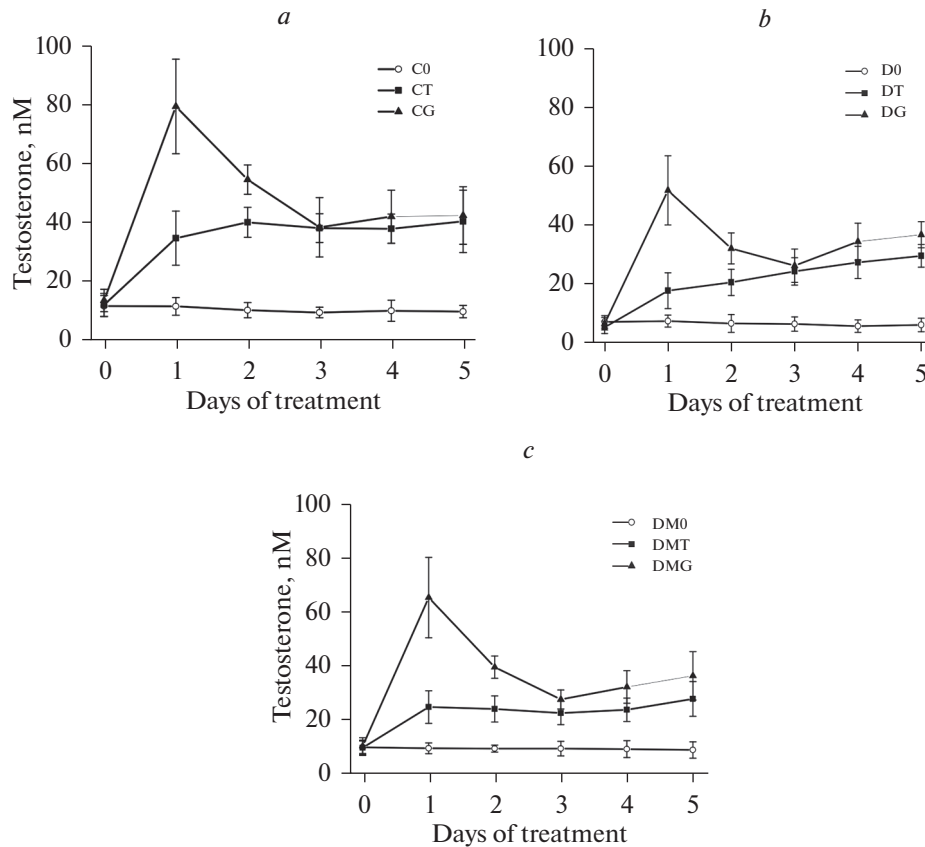 a
100
80
60
40
20
0
Testosterone, nM
C0
CT
CG
0 1 2 3 4 5
Days of treatment
b
100
80
60
40
20
0
D0
DT
DG
0 1 2 3 4 5
Days of treatment
c
100
80
60
40
20
0
Testosterone, nM
DM0
DMT
DMG
0 1 2 3 4 5
Days of treatment